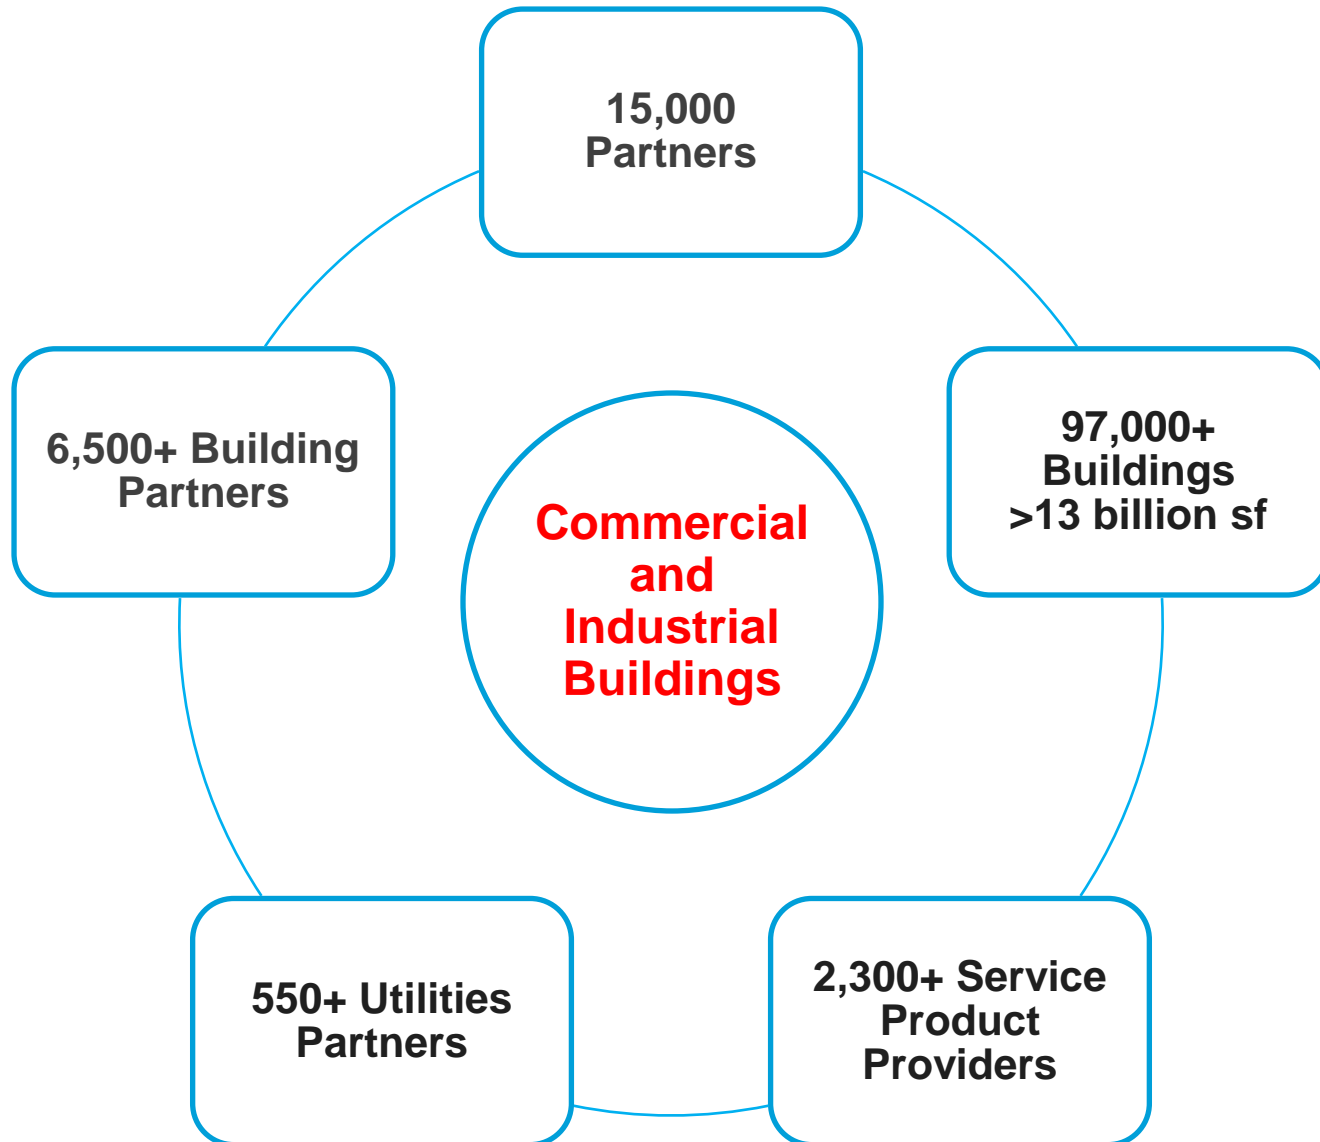 15,000
Partners
6,500+ Building
Partners
97,000+
Buildings
>13 billion sf
Commercial
and
Industrial
Buildings
550+ Utilities
Partners
2,300+ Service
Product
Providers